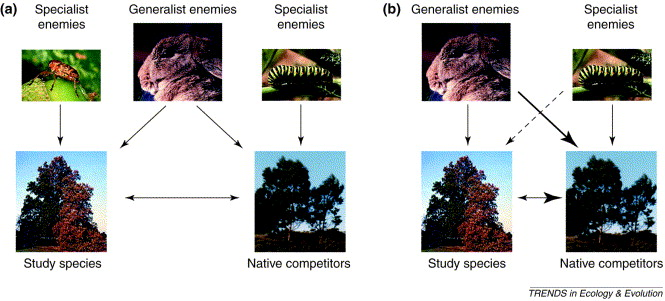 (a)
Specialist
enemies
Generalist enemies
Specialist
enemies
Study species
Native competitors
(b)
Generalist enemies
Specialist
enemies
Study species
Native competitors
TRENDS in Ecology & Evolution